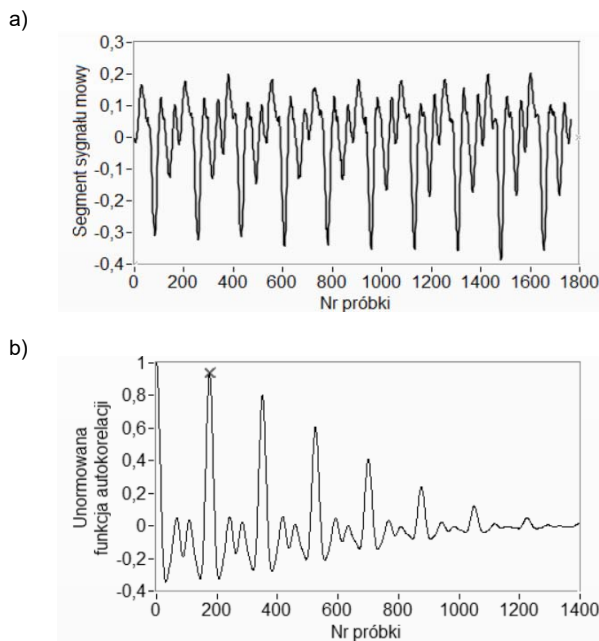 a)
0,3
0,2
0,1
0
-0,1
-0,2
-0,3
-0,4
Segment sygnału mowy
0 200 400 600 800 1000 1200 1400 1600 1800
Nr próbki
b)
1
0,8
0,6
0,4
0,2
0
-0,2
-0,4
Unormowana
funkcja autokorelacji
0 200 400 600 800 1000 1200 1400
Nr próbki